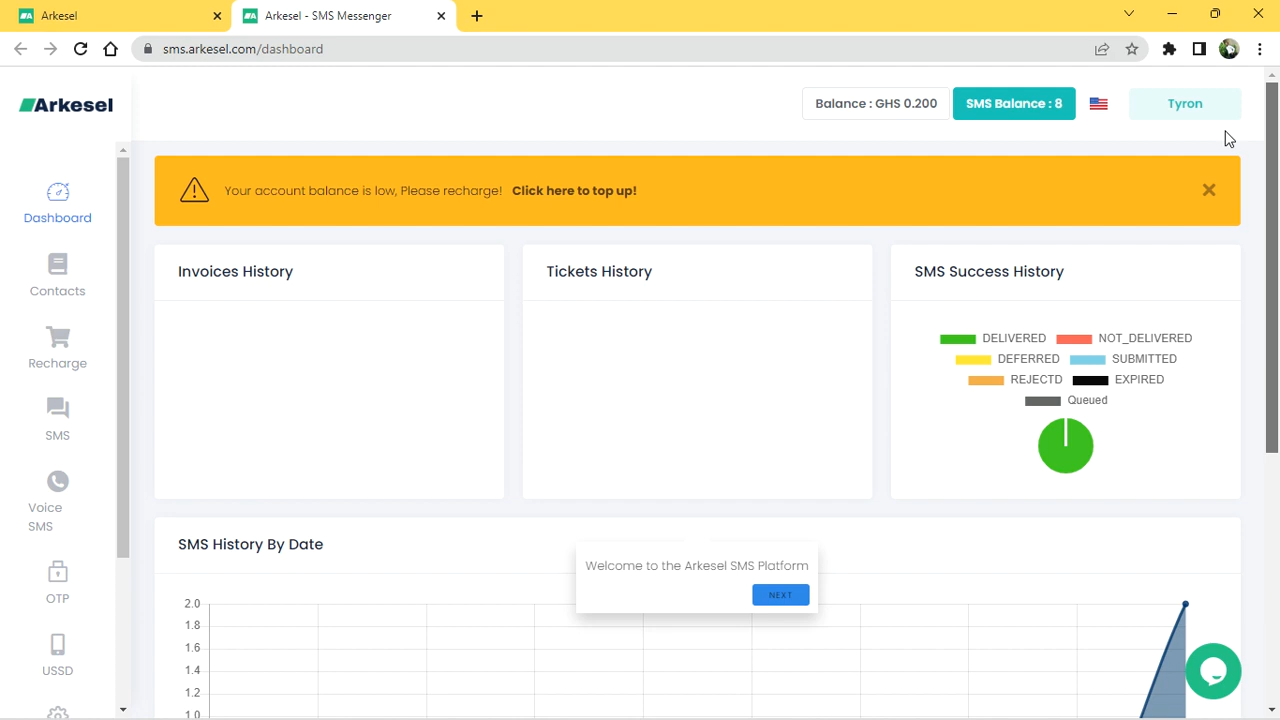 Arkesel
Arkesel - SMS Messenger
sms.arkesel.com/dashboard
Arkesel
Balance : GHS 0.200
SMS Balance : 8
Tyron
Your account balance is low, Please recharge! Click here to top up!
Dashboard
Contacts
Recharge
SMS
Voice
SMS
OTP
USSD
Invoices History
Tickets History
SMS Success History
DELIVERED NOT_DELIVERED
DEFERRED SUBMITTED
REJECTD EXPIRED
Queued
SMS History By Date
Welcome to the Arkesel SMS Platform
NEXT
2.0
1.8
1.6
1.4
1.2
1.0